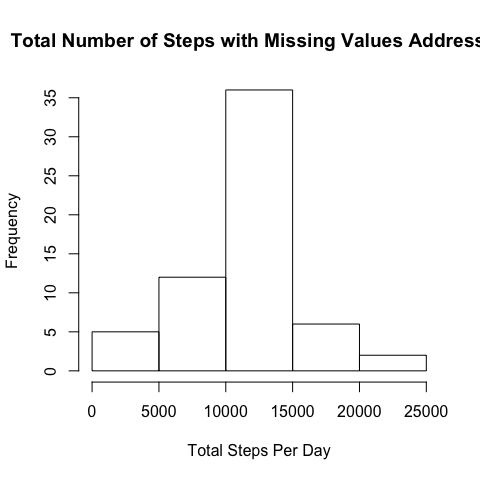 Total Number of Steps with Missing Values Address
Frequency
35
30
25
20
15
10
5
0
0 5000 10000 15000 20000 25000
Total Steps Per Day